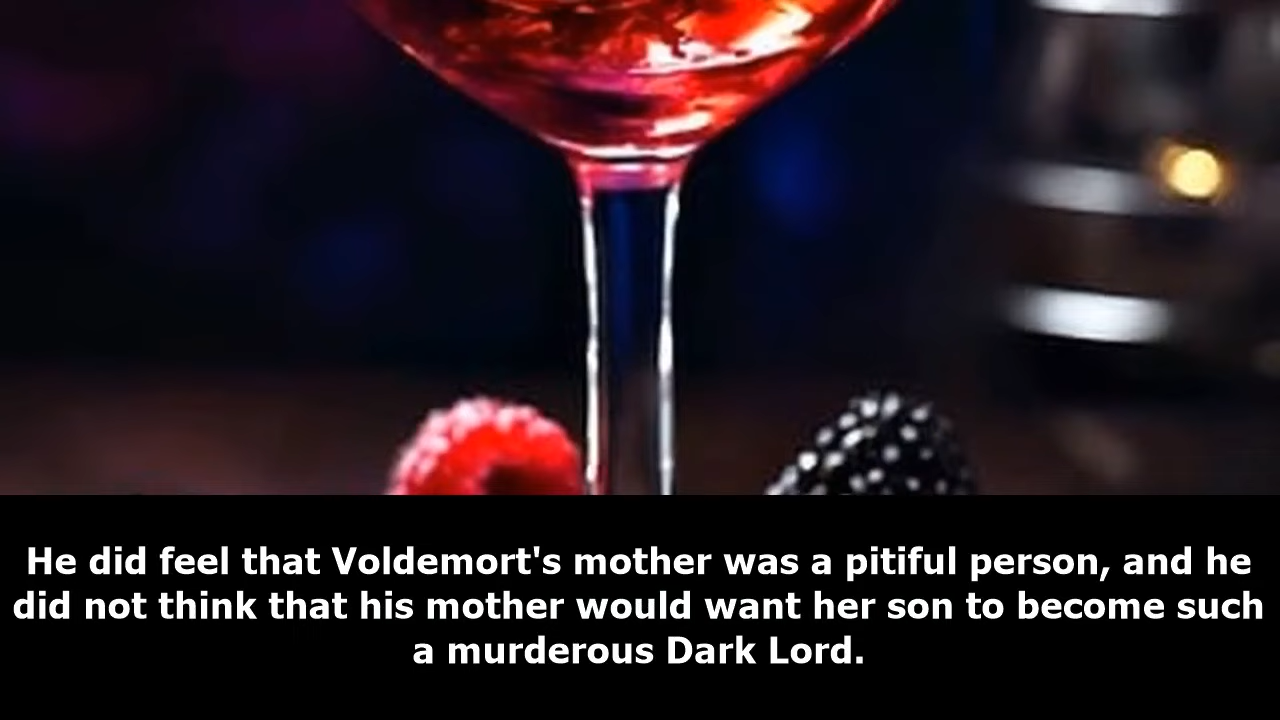 He did feel that Voldemort's mother was a pitiful person, and he
did not think that his mother would want her son to become such
a murderous Dark Lord.